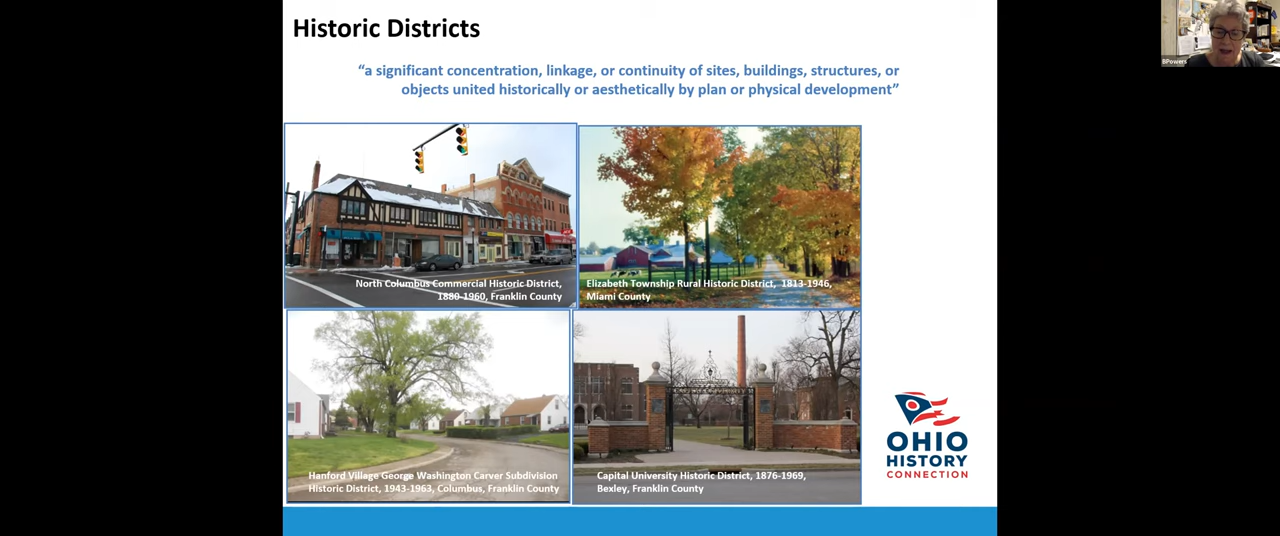 Historic Districts
“a significant concentration, linkage, or continuity of sites, buildings, structures, or
objects united historically or aesthetically by plan or physical development”
BPowers
North Columbus Commercial Historic District,
1880-1960, Franklin County
Elizabeth Township Rural Historic District, 1813-1946,
Miami County
Hanford Village George Washington Carver Subdivision
Historic District, 1943-1963, Columbus, Franklin County
Capital University Historic District, 1876-1969,
Bexley, Franklin County
OHIO
HISTORY
CONNECTION